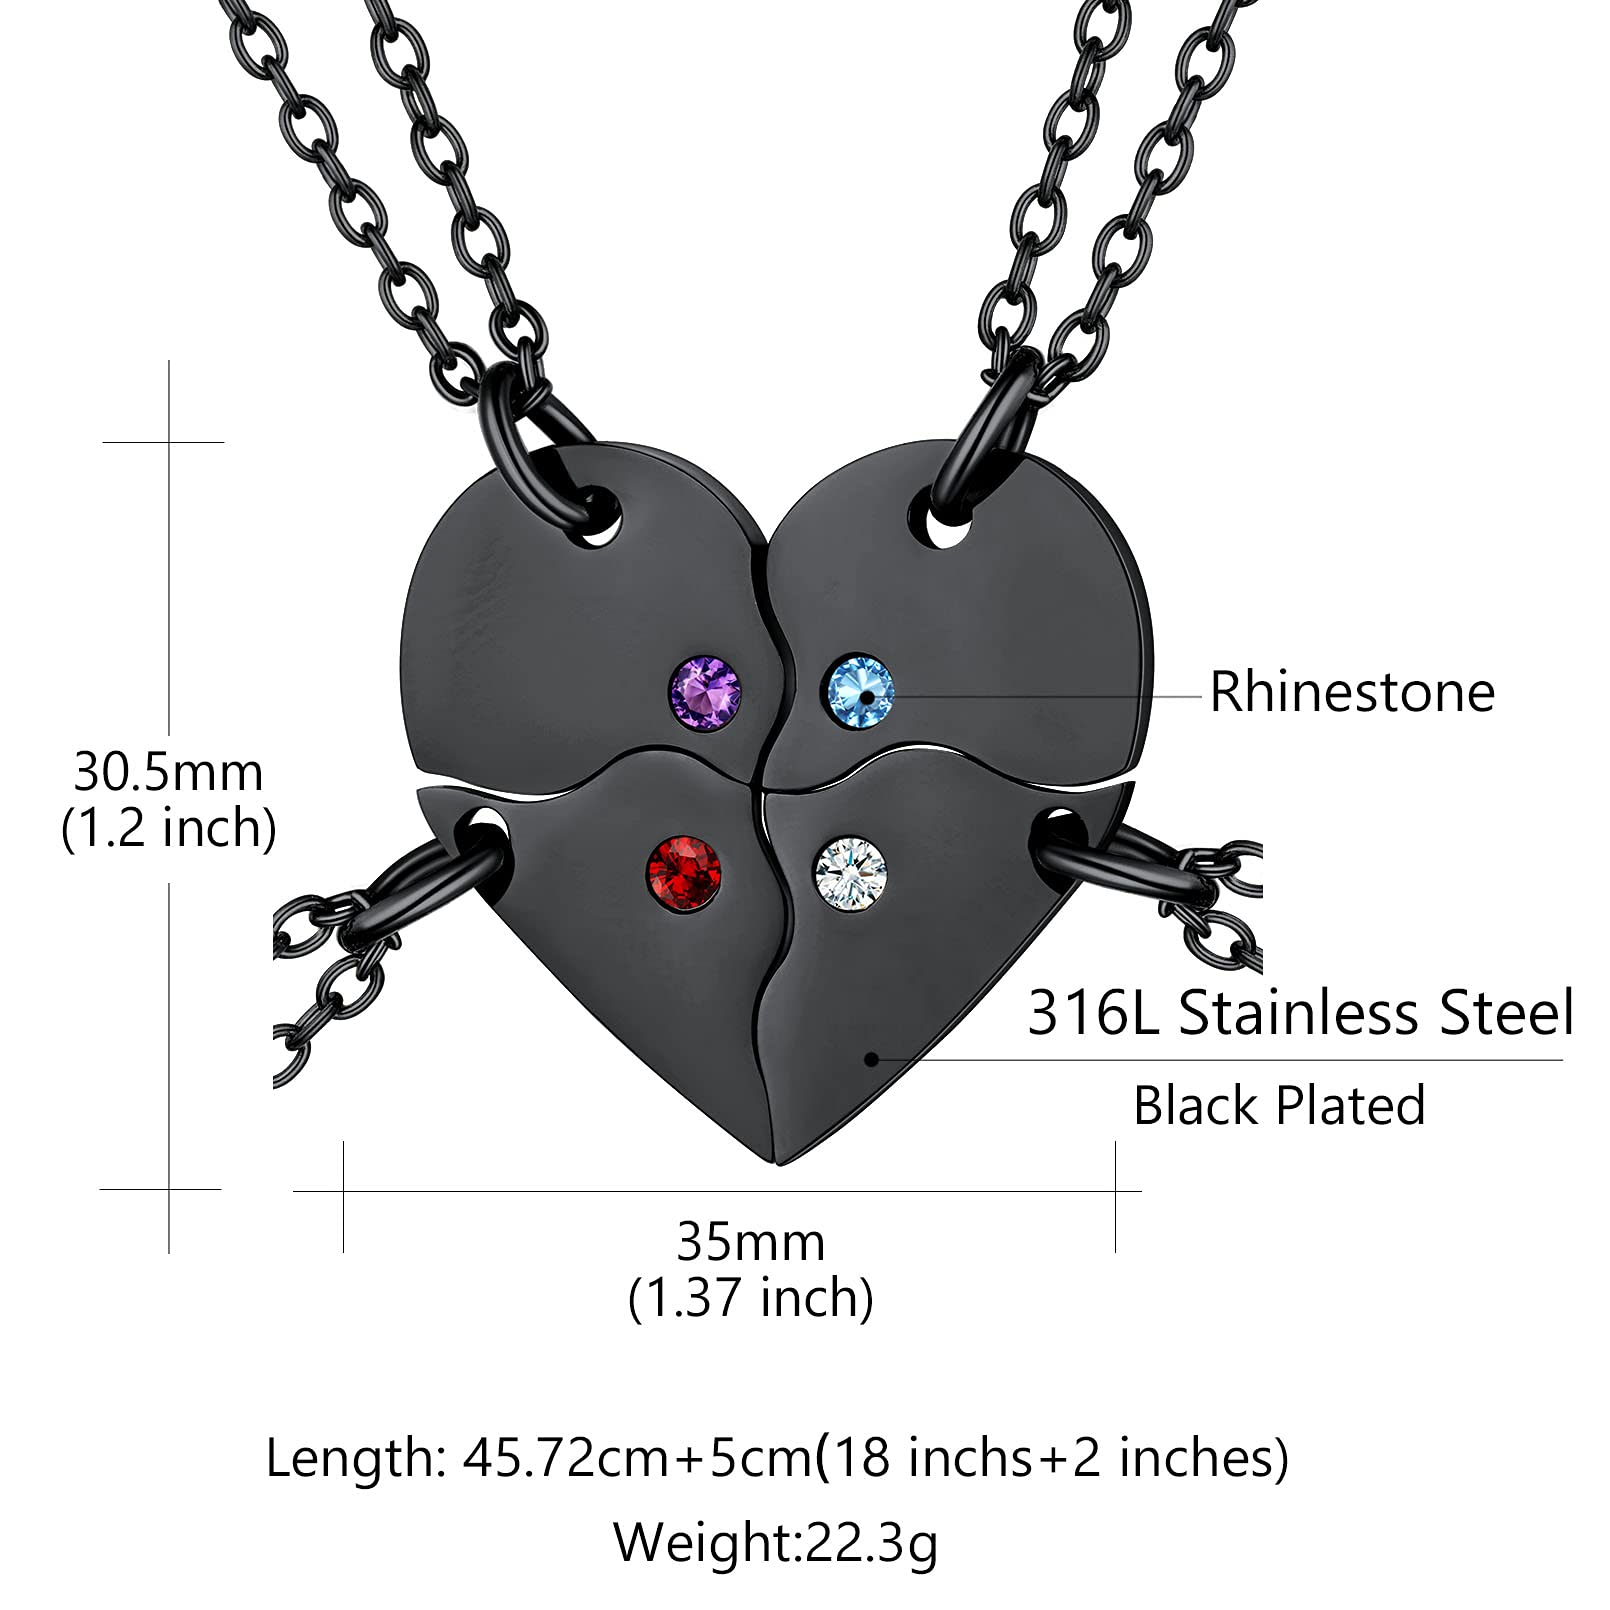 Rhinestone
30.5mm
(1.2 inch)
316L Stainless Steel
Black Plated
35mm
(1.37 inch)
Length: 45.72cm+5cm(18 inchs+2 inches)
Weight:22.3g